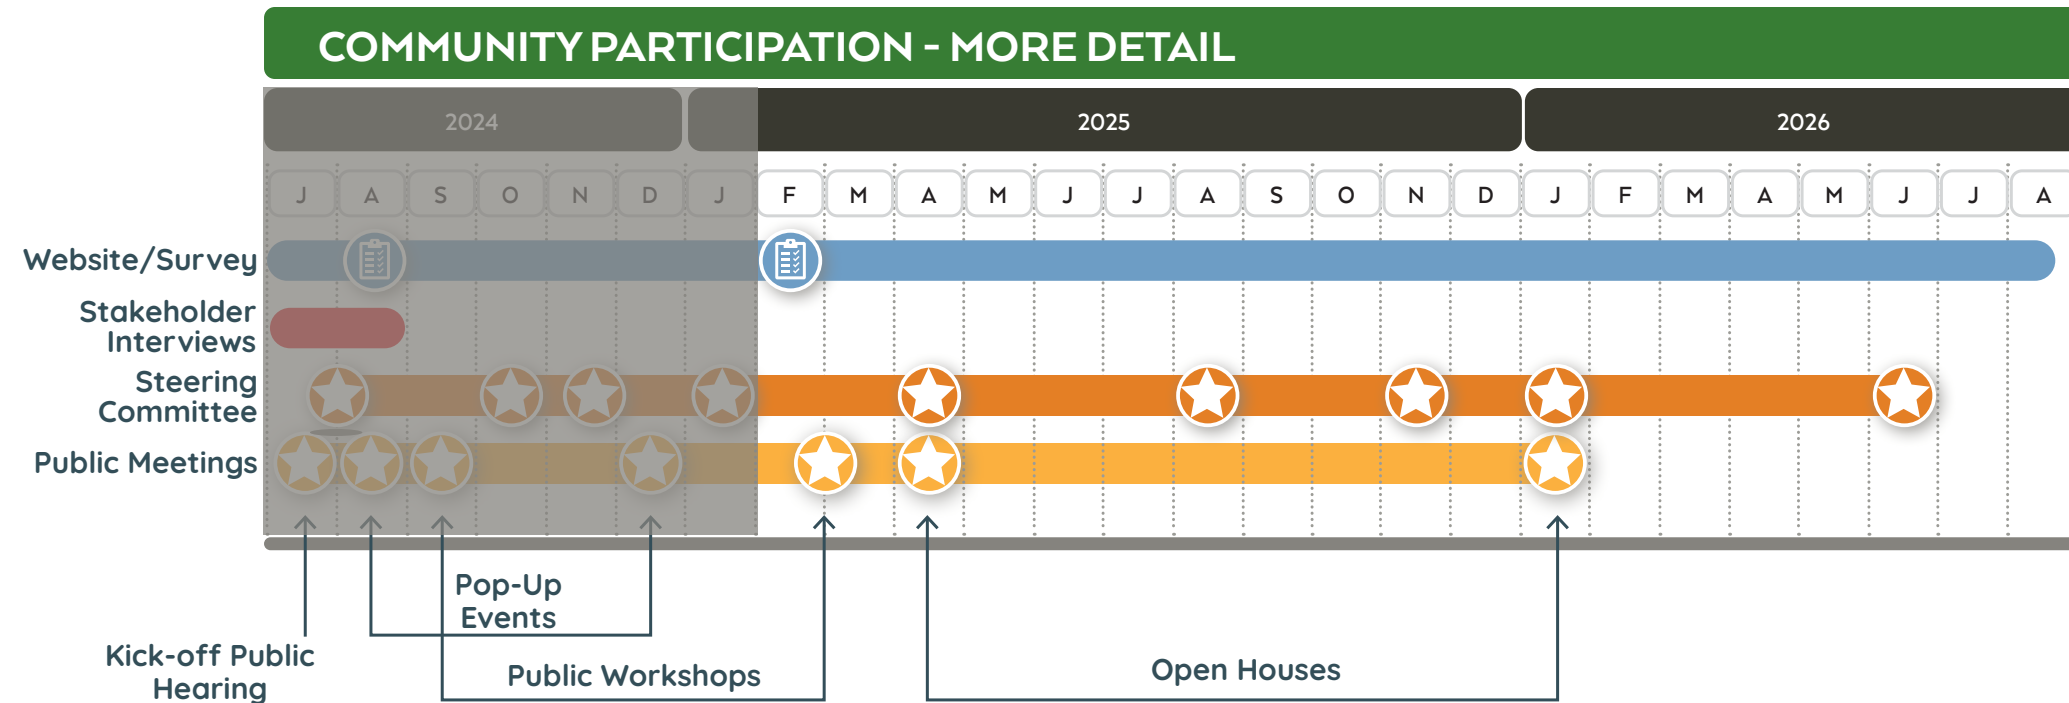 COMMUNITY PARTICIPATION - MORE DETAIL
2024 2025 2026
J A S O N D J F M A M J J A S O N D J F M A M J J A
Website/Survey
Stakeholder
Interviews
Steering
Committee
Public Meetings
Pop-Up
Events
Kick-off Public
Hearing
Public Workshops
Open Houses